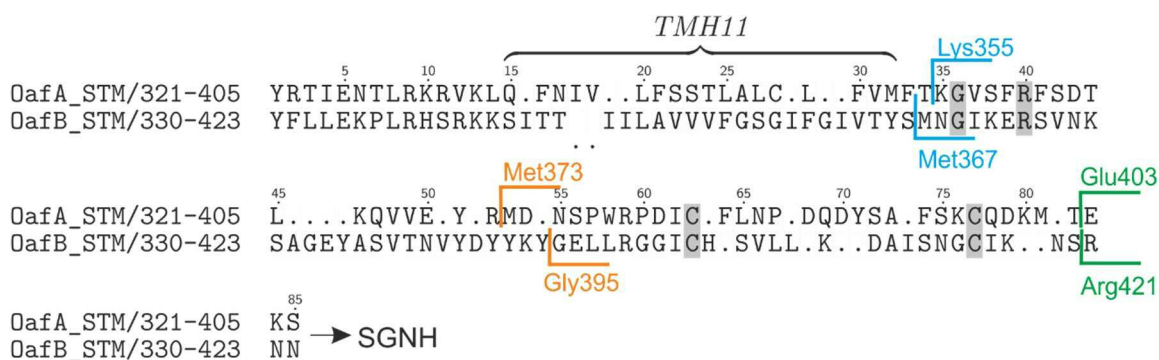 TMH11
Lys355
5 10 15 20 25 30 35 40
OafA_STM/321-405 YRTIENTLRKRVKLQ.FNIV..LFSSTLALC.L..FVMFTKGVSFRFSDT
OafB_STM/330-423 YFLLEKPLRHSRKKSITT IILAVVVFGSGIFGIVTYSMNGIKERSVNK
..
Met367
Met373
Glu403
45 50 55 60 65 70 75 80
OafA_STM/321-405 L....KQVVE.Y.RMD.NSPWRPDIC.FLNP.DQDYSA.FSKCQDKM.TE
OafB_STM/330-423 SAGEYASVTNVYDYYKYGELLRGGICH.SVLL.K..DAISNGCIK..NSR
Gly395
Arg421
85
OafA_STM/321-405 KS
OafB_STM/330-423 NN
→ SGNH